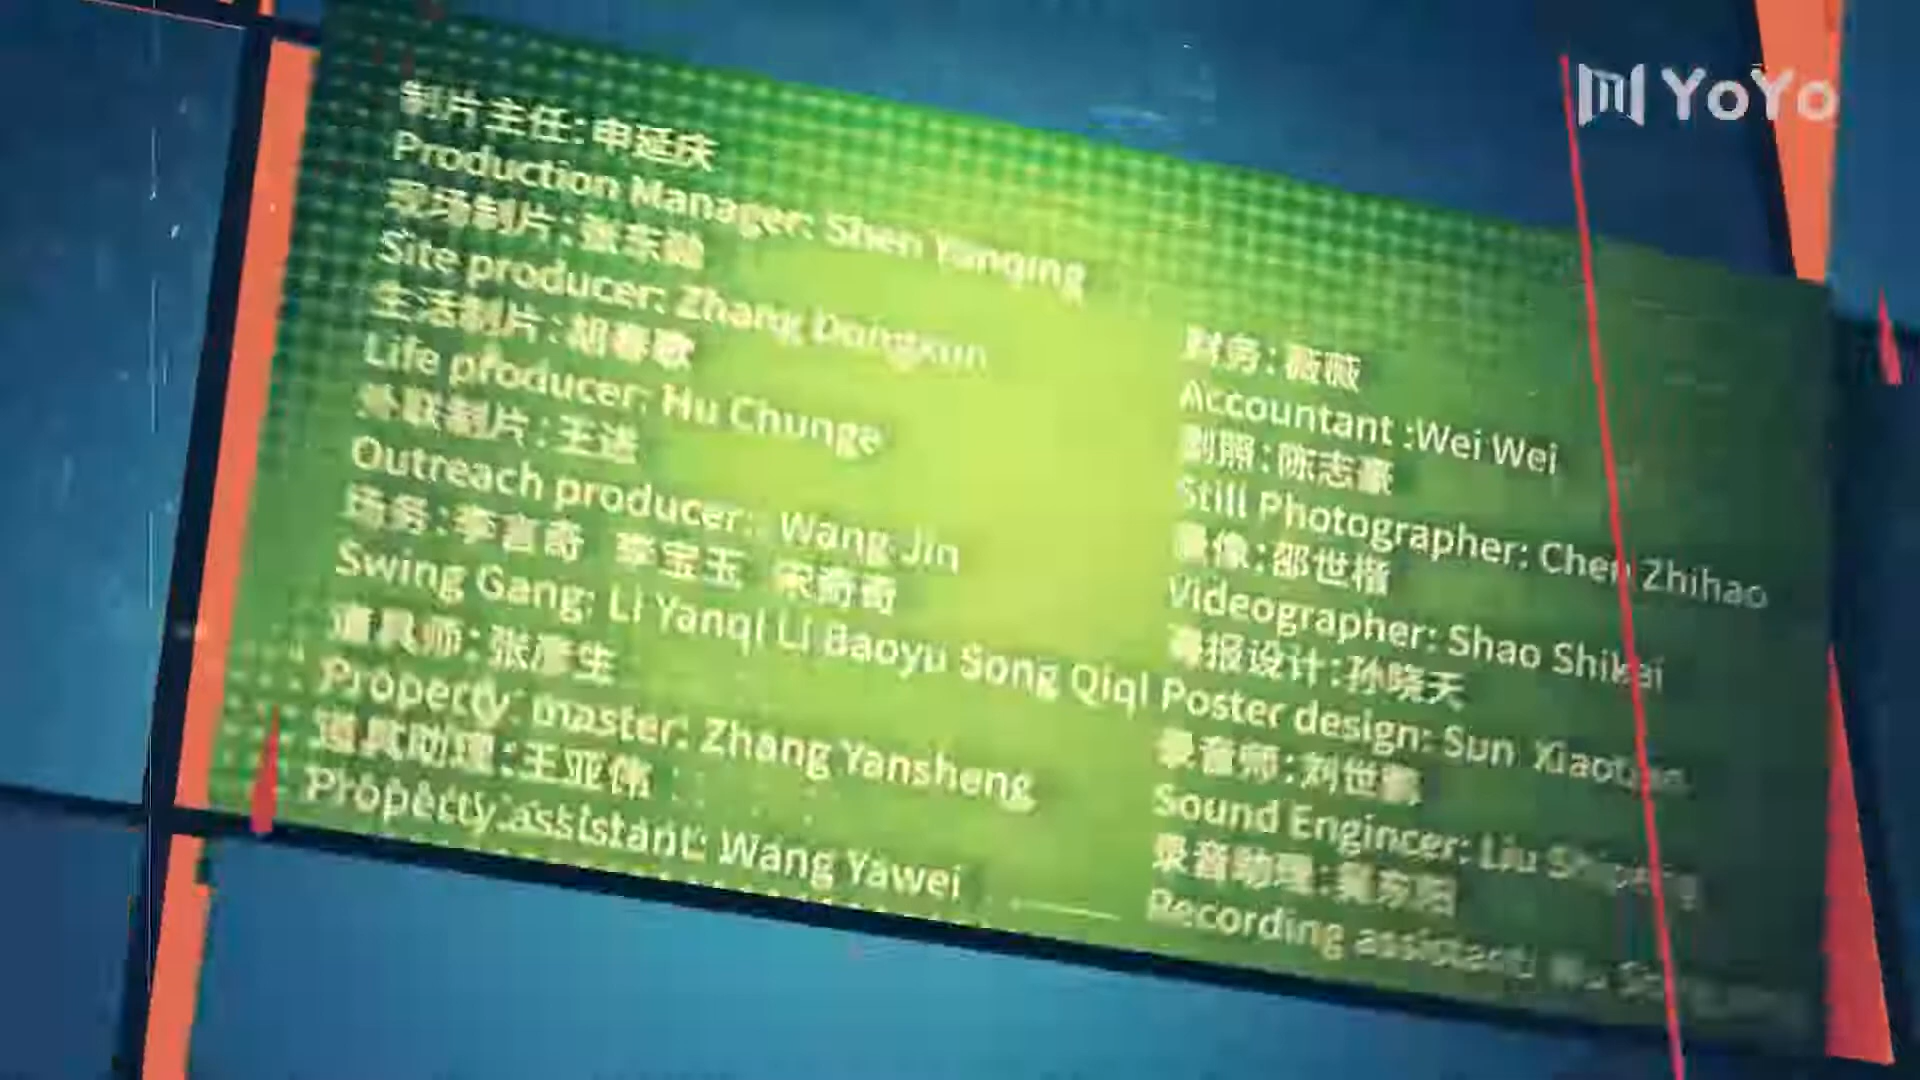 YoYo
制片主任:申延庆
Production Manager: Shen Yanqing
现场制片:张东
Site producer: Zhang Dongxun
生活制片:胡春歌
Life producer: Hu Chunge
外联制片:王进
Outreach producer: Wang Jin
场务:李言奇 李宝玉 宋奇奇
Swing Gang: Li Yanqi Li Baoyu Song Qiqi
道具师:张彦生
Property master: Zhang Yansheng
道具助理:王亚伟
Property assistant: Wang Yawei
财务:薇薇
Accountant :Wei Wei
剧照:陈志豪
Still Photographer: Chen Zhihao
摄像:邵世楷
Videographer: Shao Shikai
海报设计:孙晓天
Poster design: Sun Xiaotian
录音师:刘世
Sound Engineer: Liu
录音助理:
Recording assistant: